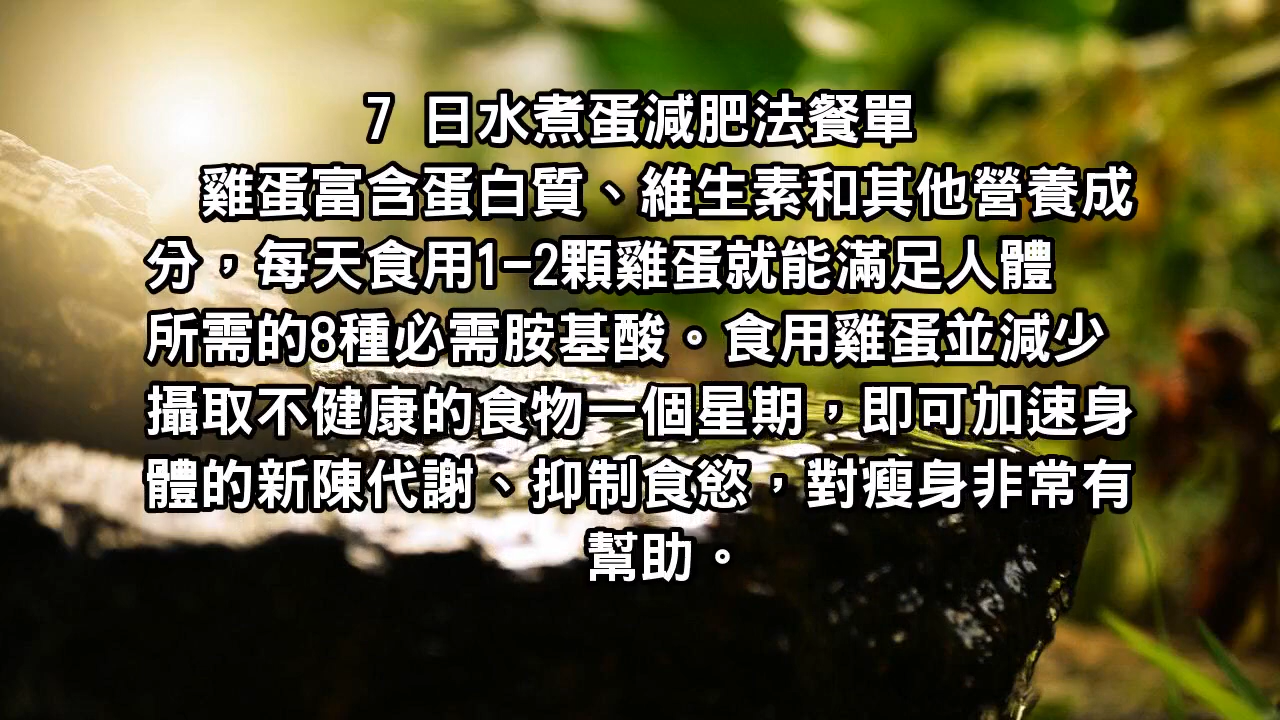 7 日水煮蛋減肥法餐單
雞蛋富含蛋白質、維生素和其他營養成
分，每天食用1-2顆雞蛋就能滿足人體
所需的8種必需胺基酸。食用雞蛋並減少
攝取不健康的食物一個星期，即可加速身
體的新陳代謝、抑制食慾，對瘦身非常有
幫助。